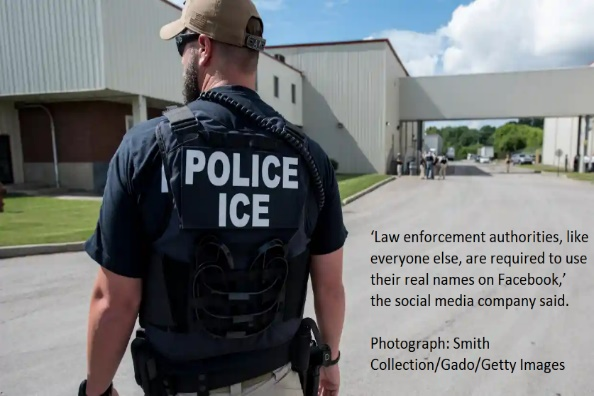 POLICE
ICE
‘Law enforcement authorities, like
everyone else, are required to use
their real names on Facebook,’
the social media company said.
Photograph: Smith
Collection/Gado/Getty Images